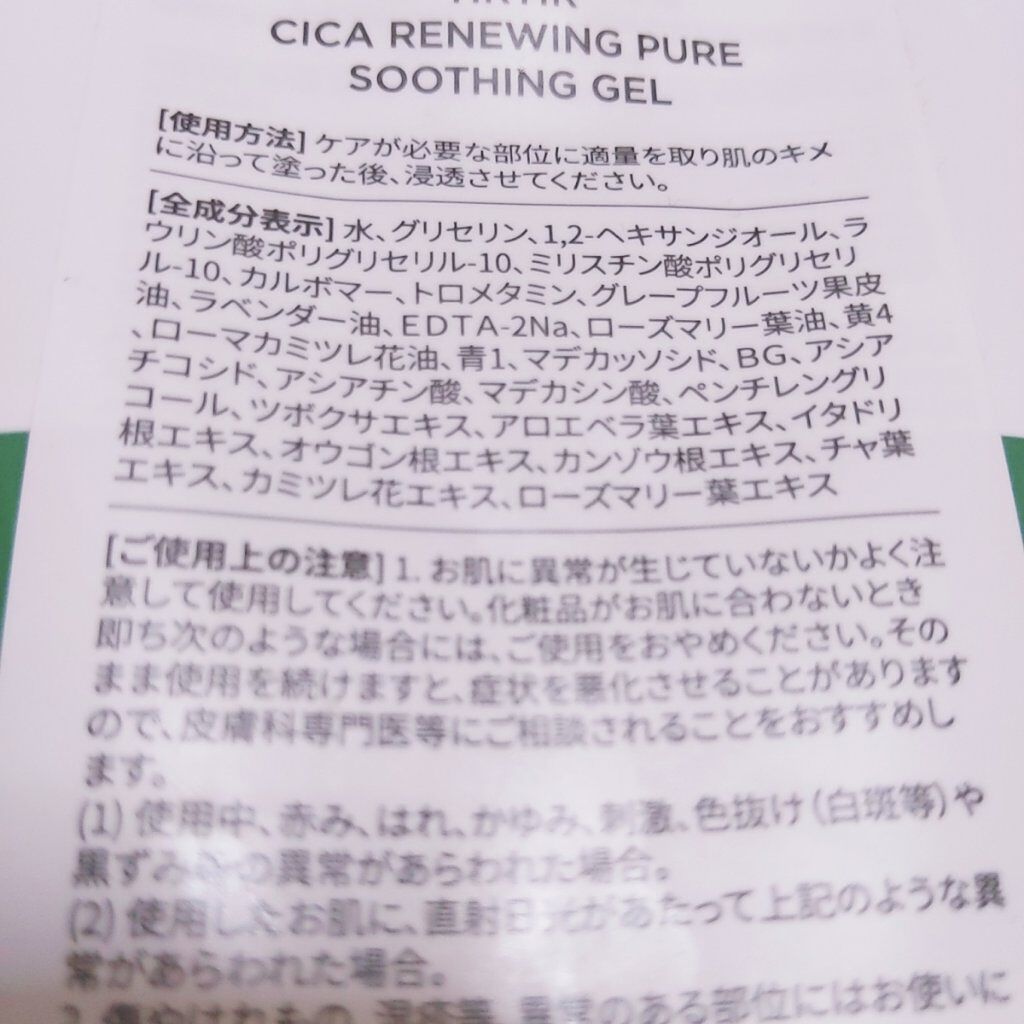 CICA RENEWING PURE
SOOTHING GEL
[使用方法] ケアが必要な部位に適量を取り肌のキメ
に沿って塗った後、浸透させてください。
[全成分表示] 水、グリセリン、1,2-ヘキサンジオール、ラ
ウリン酸ポリグリセリル-10、ミリスチン酸ポリグリセリ
ル-10、カルボマー、トロメタミン、グレープフルーツ果皮
油、ラベンダー油、EDTA-2Na、ローズマリー葉油、黄4
、ローマカミツレ花油、青1、マデカッソシド、BG、アシア
チコシド、アシアチン酸、マデカシン酸、ペンチレングリ
コール、ツボクサエキス、アロエベラ葉エキス、イタドリ
根エキス、オウゴン根エキス、カンゾウ根エキス、チャ葉
エキス、カミツレ花エキス、ローズマリー葉エキス
[ご使用上の注意] 1. お肌に異常が生じていないかよく注
意して使用してください。化粧品がお肌に合わないとき
即ち次のような場合には、ご使用をおやめください。その
まま使用を続けますと、症状を悪化させることがあります
ので、皮膚科専門医等にご相談されることをおすすめし
ます。
(1) 使用中、赤み、はれ、かゆみ、刺激、色抜け(白斑等)や
黒ずみ等の異常があらわれた場合。
(2) 使用したお肌に、直射日光があたって上記のような異
常があらわれた場合。
異常のある部位にはお使いに